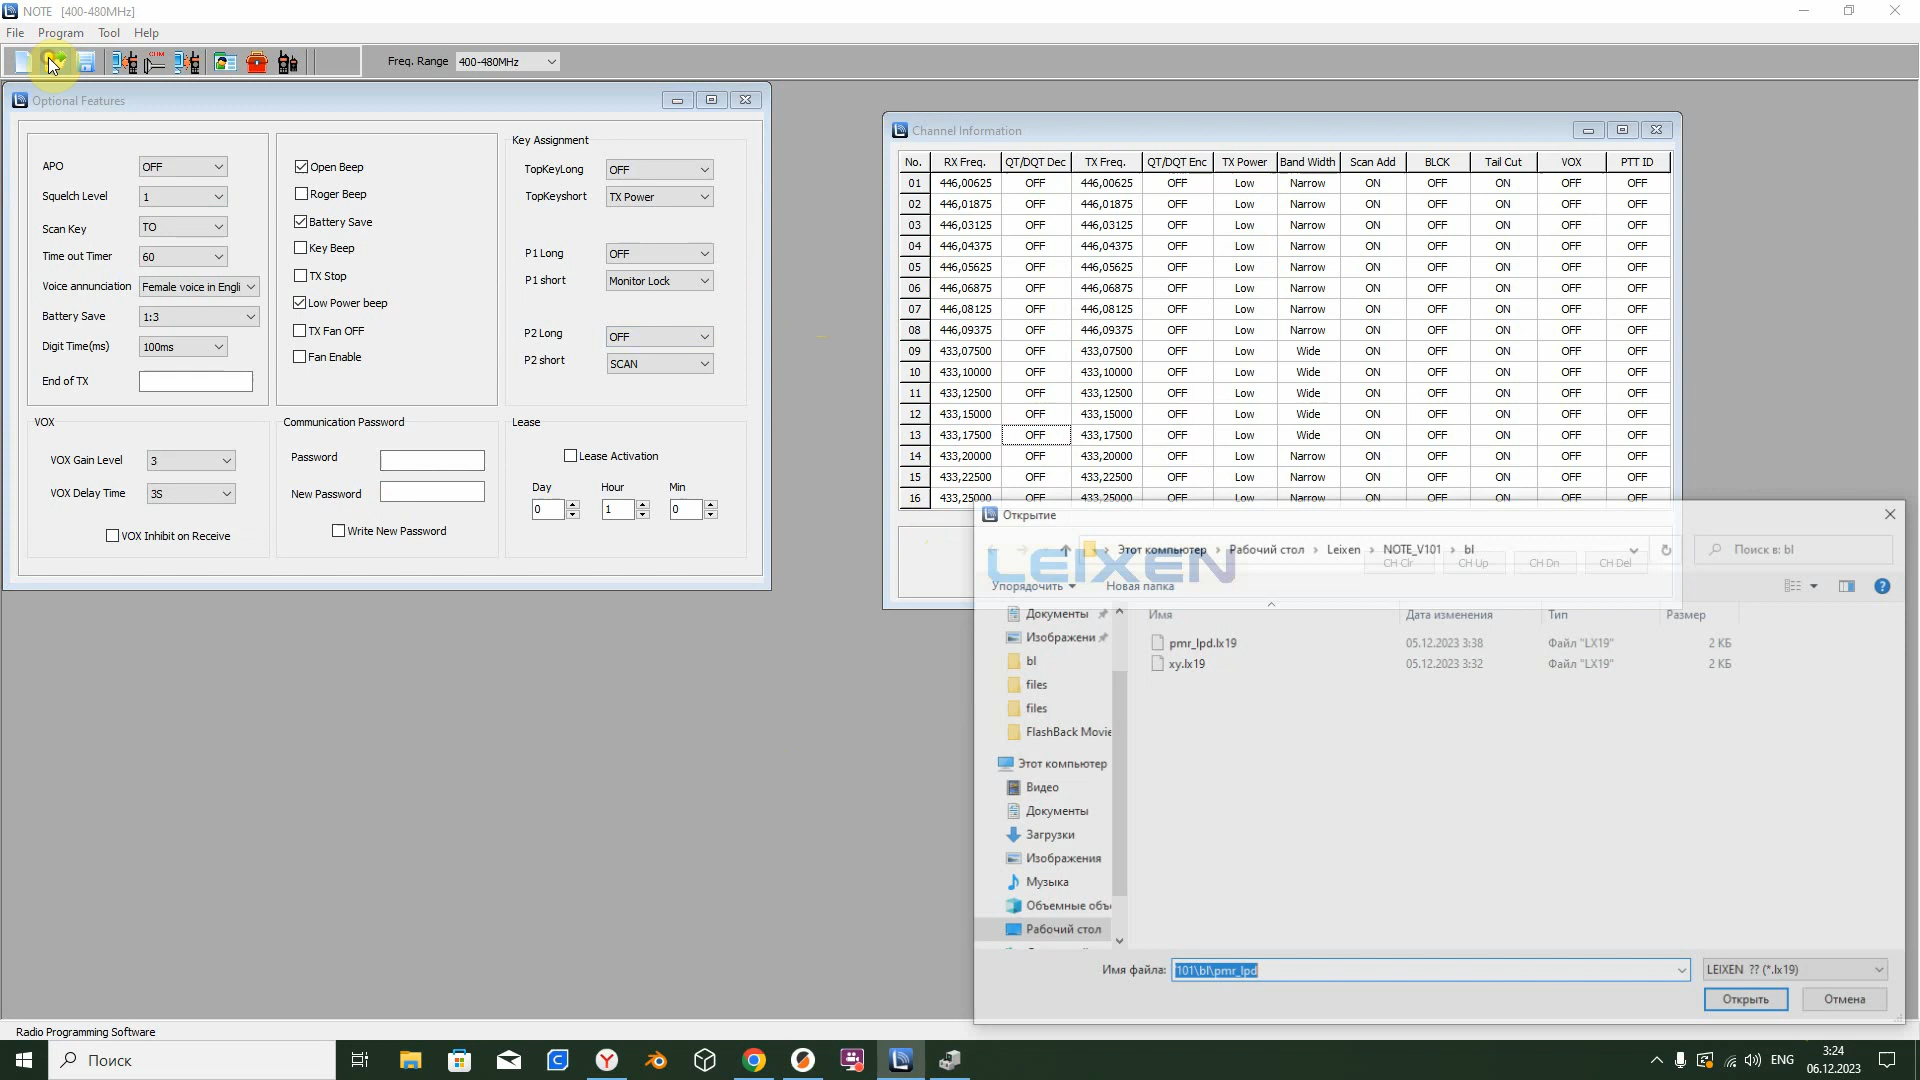 NOTE [400-480MHz]
File Program Tool Help
Freq. Range 400-480MHz
Optional Features
APO OFF
Squelch Level 1
Scan Key TO
Time out Timer 60
Voice annunciation Female voice in Engli
Battery Save 1:3
Digit Time(ms) 100ms
End of TX
Open Beep
Roger Beep
Battery Save
Key Beep
TX Stop
Low Power beep
TX Fan OFF
Fan Enable
Key Assignment
TopKeyLong OFF
TopKeyshort TX Power
P1 Long OFF
P1 short Monitor Lock
P2 Long OFF
P2 short SCAN
VOX
VOX Gain Level 3
VOX Delay Time 3S
VOX Inhibit on Receive
Communication Password
Password
New Password
Write New Password
Lease
Lease Activation
Day Hour Min
0 1 0
Channel Information
No. RX Freq. QT/DQT Dec TX Freq. QT/DQT Enc TX Power Band Width Scan Add BLCK Tail Cut VOX PTT ID
01 446,00625 OFF 446,00625 OFF Low Narrow ON OFF ON OFF OFF
02 446,01875 OFF 446,01875 OFF Low Narrow ON OFF ON OFF OFF
03 446,03125 OFF 446,03125 OFF Low Narrow ON OFF ON OFF OFF
04 446,04375 OFF 446,04375 OFF Low Narrow ON OFF ON OFF OFF
05 446,05625 OFF 446,05625 OFF Low Narrow ON OFF ON OFF OFF
06 446,06875 OFF 446,06875 OFF Low Narrow ON OFF ON OFF OFF
07 446,08125 OFF 446,08125 OFF Low Narrow ON OFF ON OFF OFF
08 446,09375 OFF 446,09375 OFF Low Narrow ON OFF ON OFF OFF
09 433,07500 OFF 433,07500 OFF Low Wide ON OFF ON OFF OFF
10 433,10000 OFF 433,10000 OFF Low Wide ON OFF ON OFF OFF
11 433,12500 OFF 433,12500 OFF Low Wide ON OFF ON OFF OFF
12 433,15000 OFF 433,15000 OFF Low Wide ON OFF ON OFF OFF
13 433,17500 OFF 433,17500 OFF Low Wide ON OFF ON OFF OFF
14 433,20000 OFF 433,20000 OFF Low Narrow ON OFF ON OFF OFF
15 433,22500 OFF 433,22500 OFF Low Narrow ON OFF ON OFF OFF
16 433,25000 OFF 433,25000 OFF Low Narrow ON OFF ON OFF OFF
LEIXEN
CH Clr CH Up CH Dn CH Del
Открытие
Этот компьютер › Рабочий стол › Leixen › NOTE_V101 › bl
Поиск в: bl
Упорядочить Новая папка
Имя Дата изменения Тип Размер
pmr_lpd.lx19 05.12.2023 3:38 Файл "LX19" 2 КБ
xy.lx19 05.12.2023 3:32 Файл "LX19" 2 КБ
Документы
Изображени
bl
files
files
FlashBack Movie
Этот компьютер
Видео
Документы
Загрузки
Изображения
Музыка
Объемные объ
Рабочий стол
Имя файла: 101\bl\pmr_lpd
LEIXEN ?? (*.lx19)
Открыть Отмена
Radio Programming Software
Поиск
ENG
3:24
06.12.2023